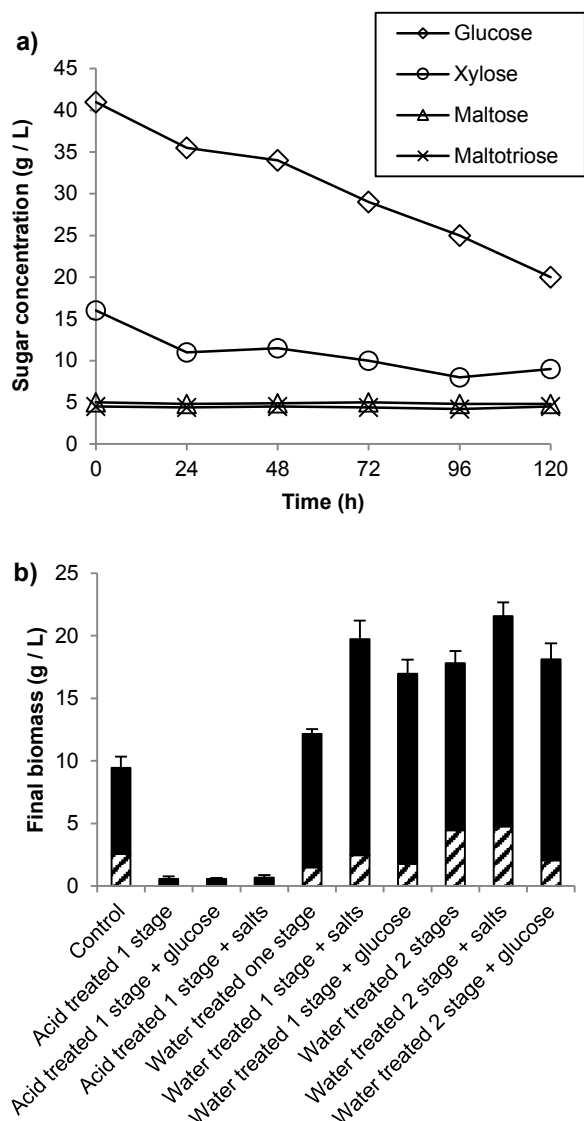 a)
Glucose
Xylose
Maltose
Maltotriose
Sugar concentration (g / L)
45
40
35
30
25
20
15
10
5
0
0 24 48 72 96 120
Time (h)
b)
Final biomass (g / L)
25
20
15
10
5
0
Control
Acid treated 1 stage
Acid treated 1 stage + glucose
Acid treated 1 stage + salts
Water treated one stage
Water treated 1 stage + salts
Water treated 1 stage + glucose
Water treated 2 stages
Water treated 2 stage + salts
Water treated 2 stage + glucose